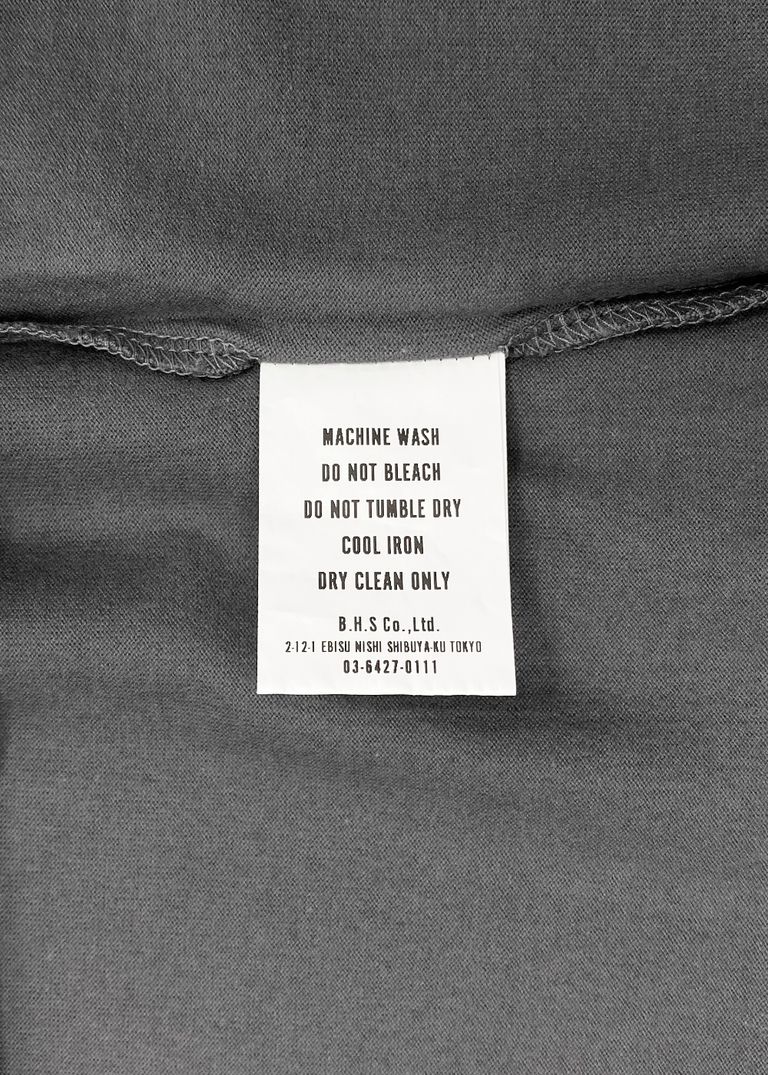 MACHINE WASH
DO NOT BLEACH
DO NOT TUMBLE DRY
COOL IRON
DRY CLEAN ONLY
B.H.S Co.,Ltd.
2-12-1 EBISU NISHI SHIBUYA-KU TOKYO
03-6427-0111